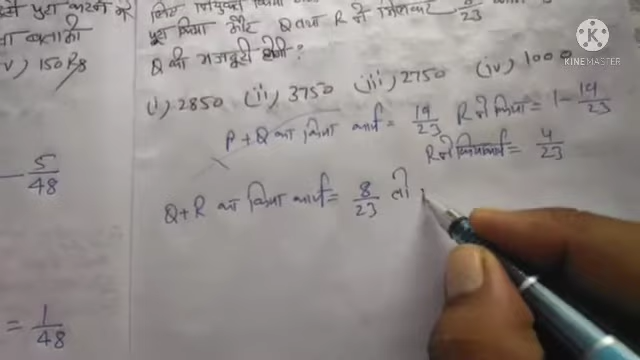 पूरा किया और Q तथा R ने मिलकर 8/23
Q की मजदूरी होगी?
v) 150 Rs
(i) 2850 (ii) 3750 (iii) 2750 (iv) 1000
P + Q का किया कार्य = 19/23 R ने किया = 1 - 19/23
R ने किया कार्य = 4/23
5/48
Q + R का किया कार्य = 8/23 तो
= 1/48
KINEMASTER